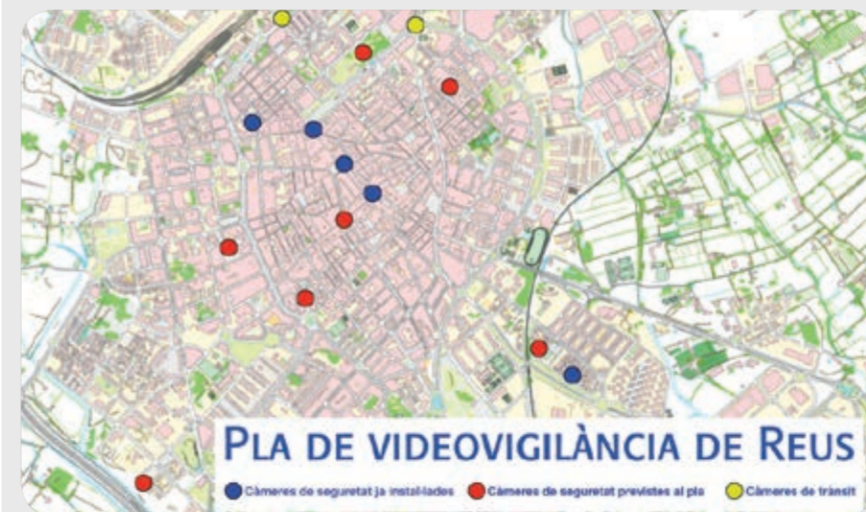 PLA DE VIDEOVIGILÀNCIA DE REUS
Càmeres de seguretat ja instal·lades Càmeres de seguretat previstes al pla Càmeres de trànsit